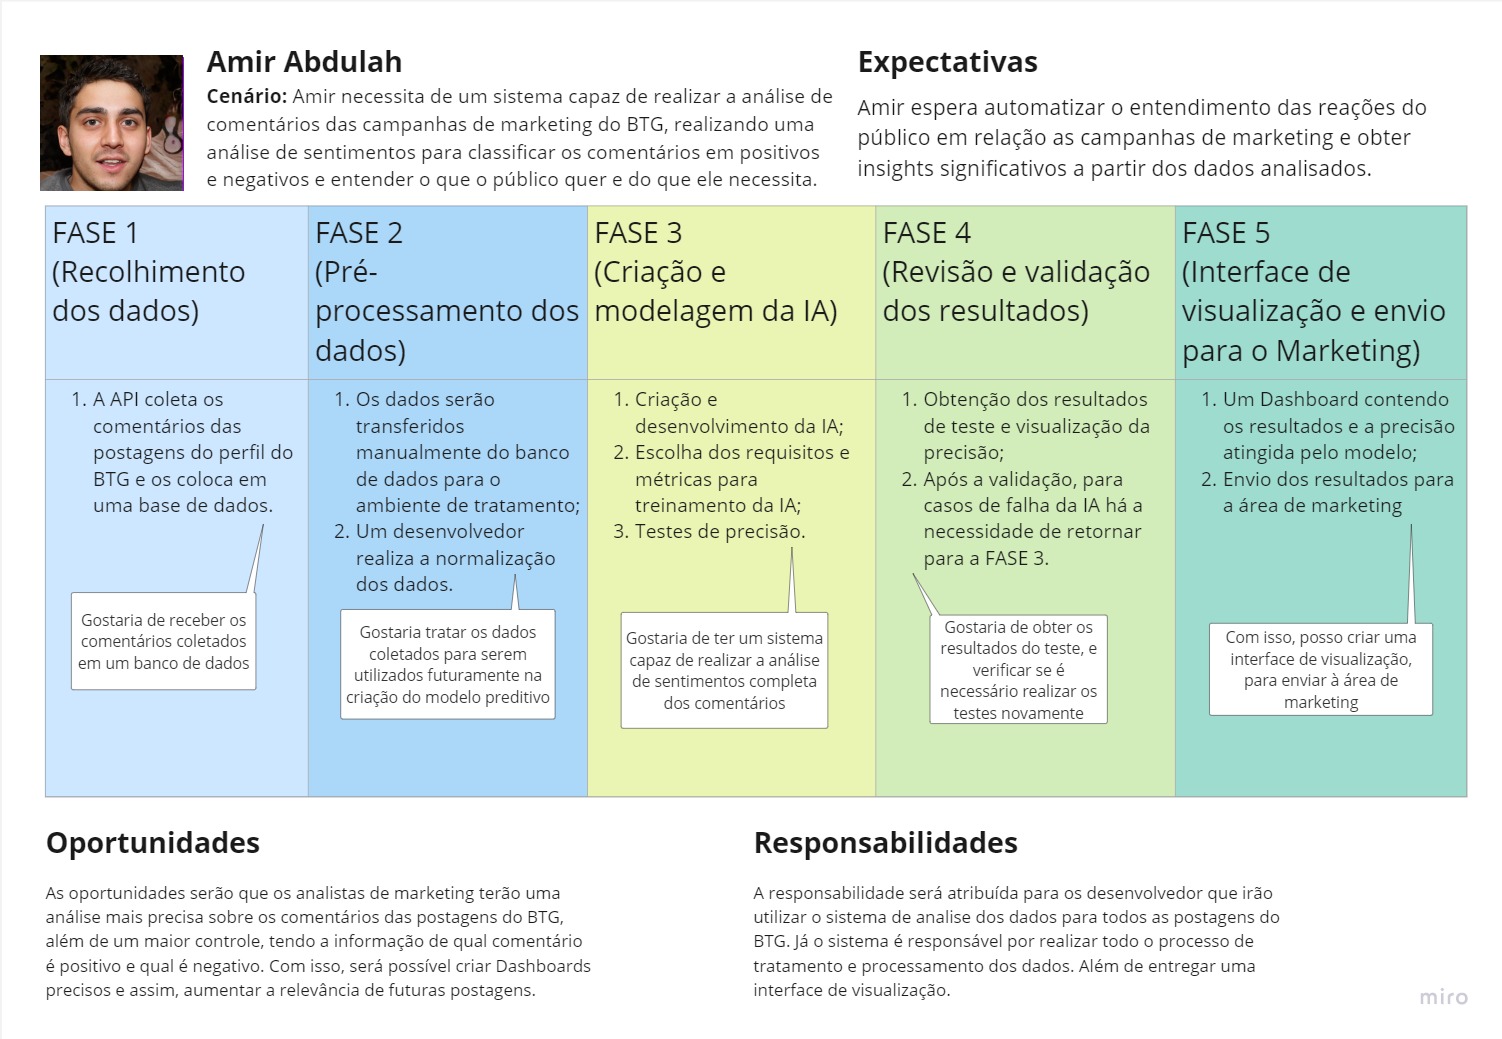 Amir Abdulah
Cenário: Amir necessita de um sistema capaz de realizar a análise de
comentários das campanhas de marketing do BTG, realizando uma
análise de sentimentos para classificar os comentários em positivos
e negativos e entender o que o público quer e do que ele necessita.
Expectativas
Amir espera automatizar o entendimento das reações do
público em relação as campanhas de marketing e obter
insights significativos a partir dos dados analisados.
FASE 1
(Recolhimento
dos dados)
FASE 2
(Pré-
processamento dos
dados)
FASE 3
(Criação e
modelagem da IA)
FASE 4
(Revisão e validação
dos resultados)
FASE 5
(Interface de
visualização e envio
para o Marketing)
1. A API coleta os
comentários das
postagens do perfil do
BTG e os coloca em
uma base de dados.
Gostaria de receber os
comentários coletados
em um banco de dados
1. Os dados serão
transferidos
manualmente do banco
de dados para o
ambiente de tratamento;
2. Um desenvolvedor
realiza a normalização
dos dados.
Gostaria tratar os dados
coletados para serem
utilizados futuramente na
criação do modelo preditivo
1. Criação e
desenvolvimento da IA;
2. Escolha dos requisitos e
métricas para
treinamento da IA;
3. Testes de precisão.
Gostaria de ter um sistema
capaz de realizar a análise
de sentimentos completa
dos comentários
1. Obtenção dos resultados
de teste e visualização da
precisão;
2. Após a validação, para
casos de falha da IA há a
necessidade de retornar
para a FASE 3.
Gostaria de obter os
resultados do teste, e
verificar se é
necessário realizar os
testes novamente
1. Um Dashboard contendo
os resultados e a precisão
atingida pelo modelo;
2. Envio dos resultados para
a área de marketing
Com isso, posso criar uma
interface de visualização,
para enviar à área de
marketing
Oportunidades
As oportunidades serão que os analistas de marketing terão uma
análise mais precisa sobre os comentários das postagens do BTG,
além de um maior controle, tendo a informação de qual comentário
é positivo e qual é negativo. Com isso, será possível criar Dashboards
precisos e assim, aumentar a relevância de futuras postagens.
Responsabilidades
A responsabilidade será atribuída para os desenvolvedor que irão
utilizar o sistema de analise dos dados para todos as postagens do
BTG. Já o sistema é responsável por realizar todo o processo de
tratamento e processamento dos dados. Além de entregar uma
interface de visualização.
miro